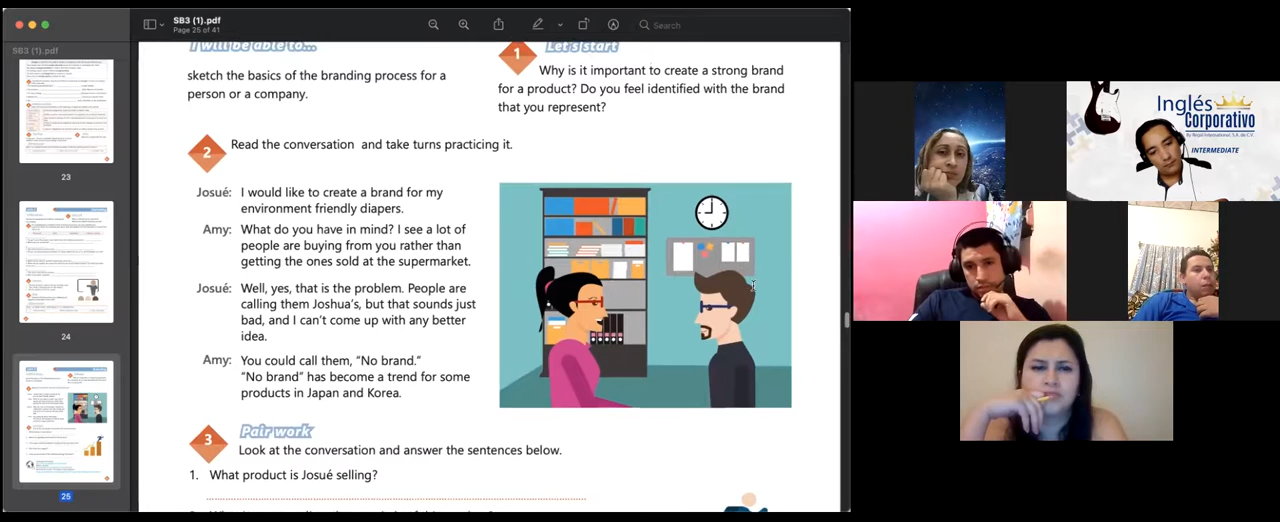 SB3 (1).pdf
Page 25 of 41
Search
SB3 (1).pdf
23
24
25
I will be able to...
sketch the basics of the branding process for a
person or a company.
1
Let's start
Why is it important to create a strong brand
for a product? Do you feel identified with the brand
that you represent?
2
Read the conversation and take turns practicing it.
Josué: I would like to create a brand for my
environment friendly diapers.
Amy: What do you have in mind? I see a lot of
people are buying from you rather than
getting the ones sold at the supermarket.
Josué: Well, yes, that is the problem. People are
calling them Joshua's, but that sounds just
bad, and I can't come up with any better
idea.
Amy: You could call them, "No brand."
"No brand" has become a trend for some
products in Japan and Korea.
3
Pair work
Look at the conversation and answer the sentences below.
1. What product is Josué selling?
Inglés
Corporativo
By Regal International, S.A. de C.V.
INTERMEDIATE